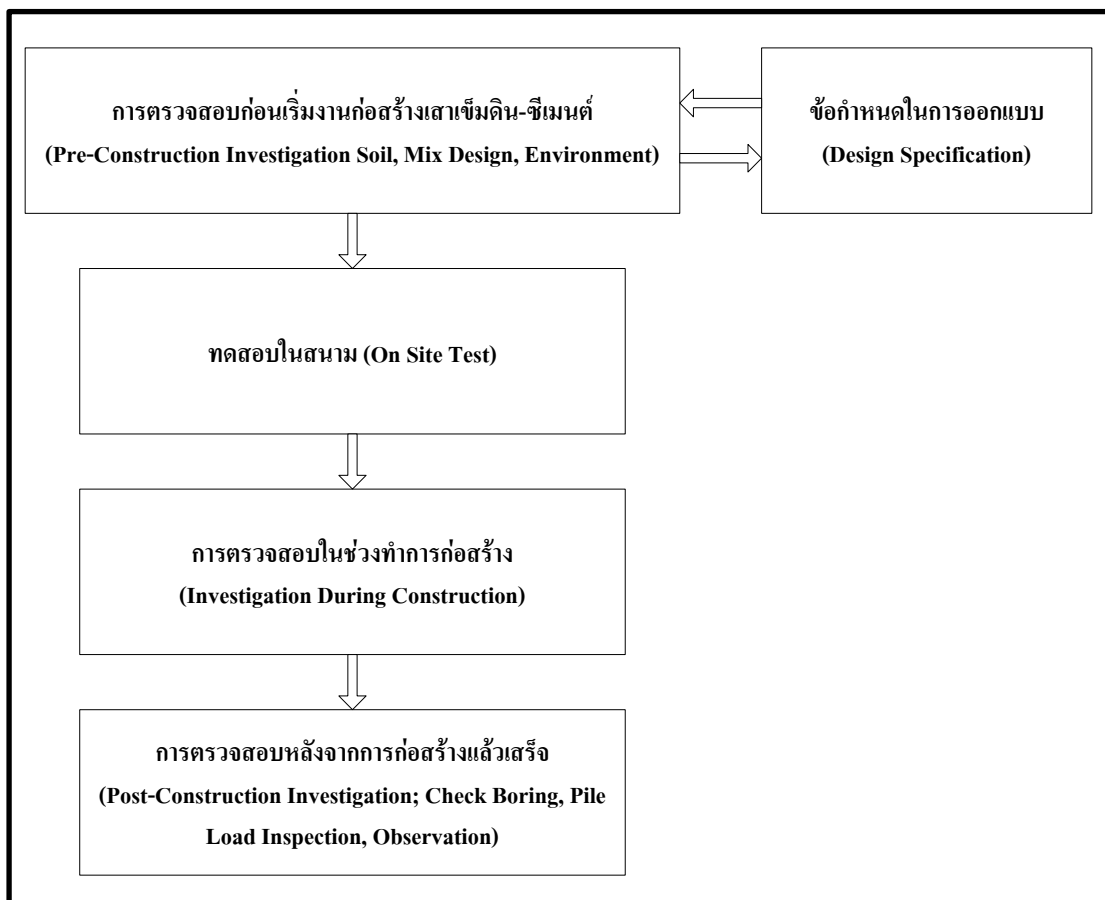 การตรวจสอบก่อนเริ่มงานก่อสร้างเสาเข็มดิน-ซีเมนต์
(Pre-Construction Investigation Soil, Mix Design, Environment)
ข้อกำหนดในการออกแบบ
(Design Specification)
ทดสอบในสนาม (On Site Test)
การตรวจสอบในช่วงทำการก่อสร้าง
(Investigation During Construction)
การตรวจสอบหลังจากการก่อสร้างแล้วเสร็จ
(Post-Construction Investigation; Check Boring, Pile
Load Inspection, Observation)